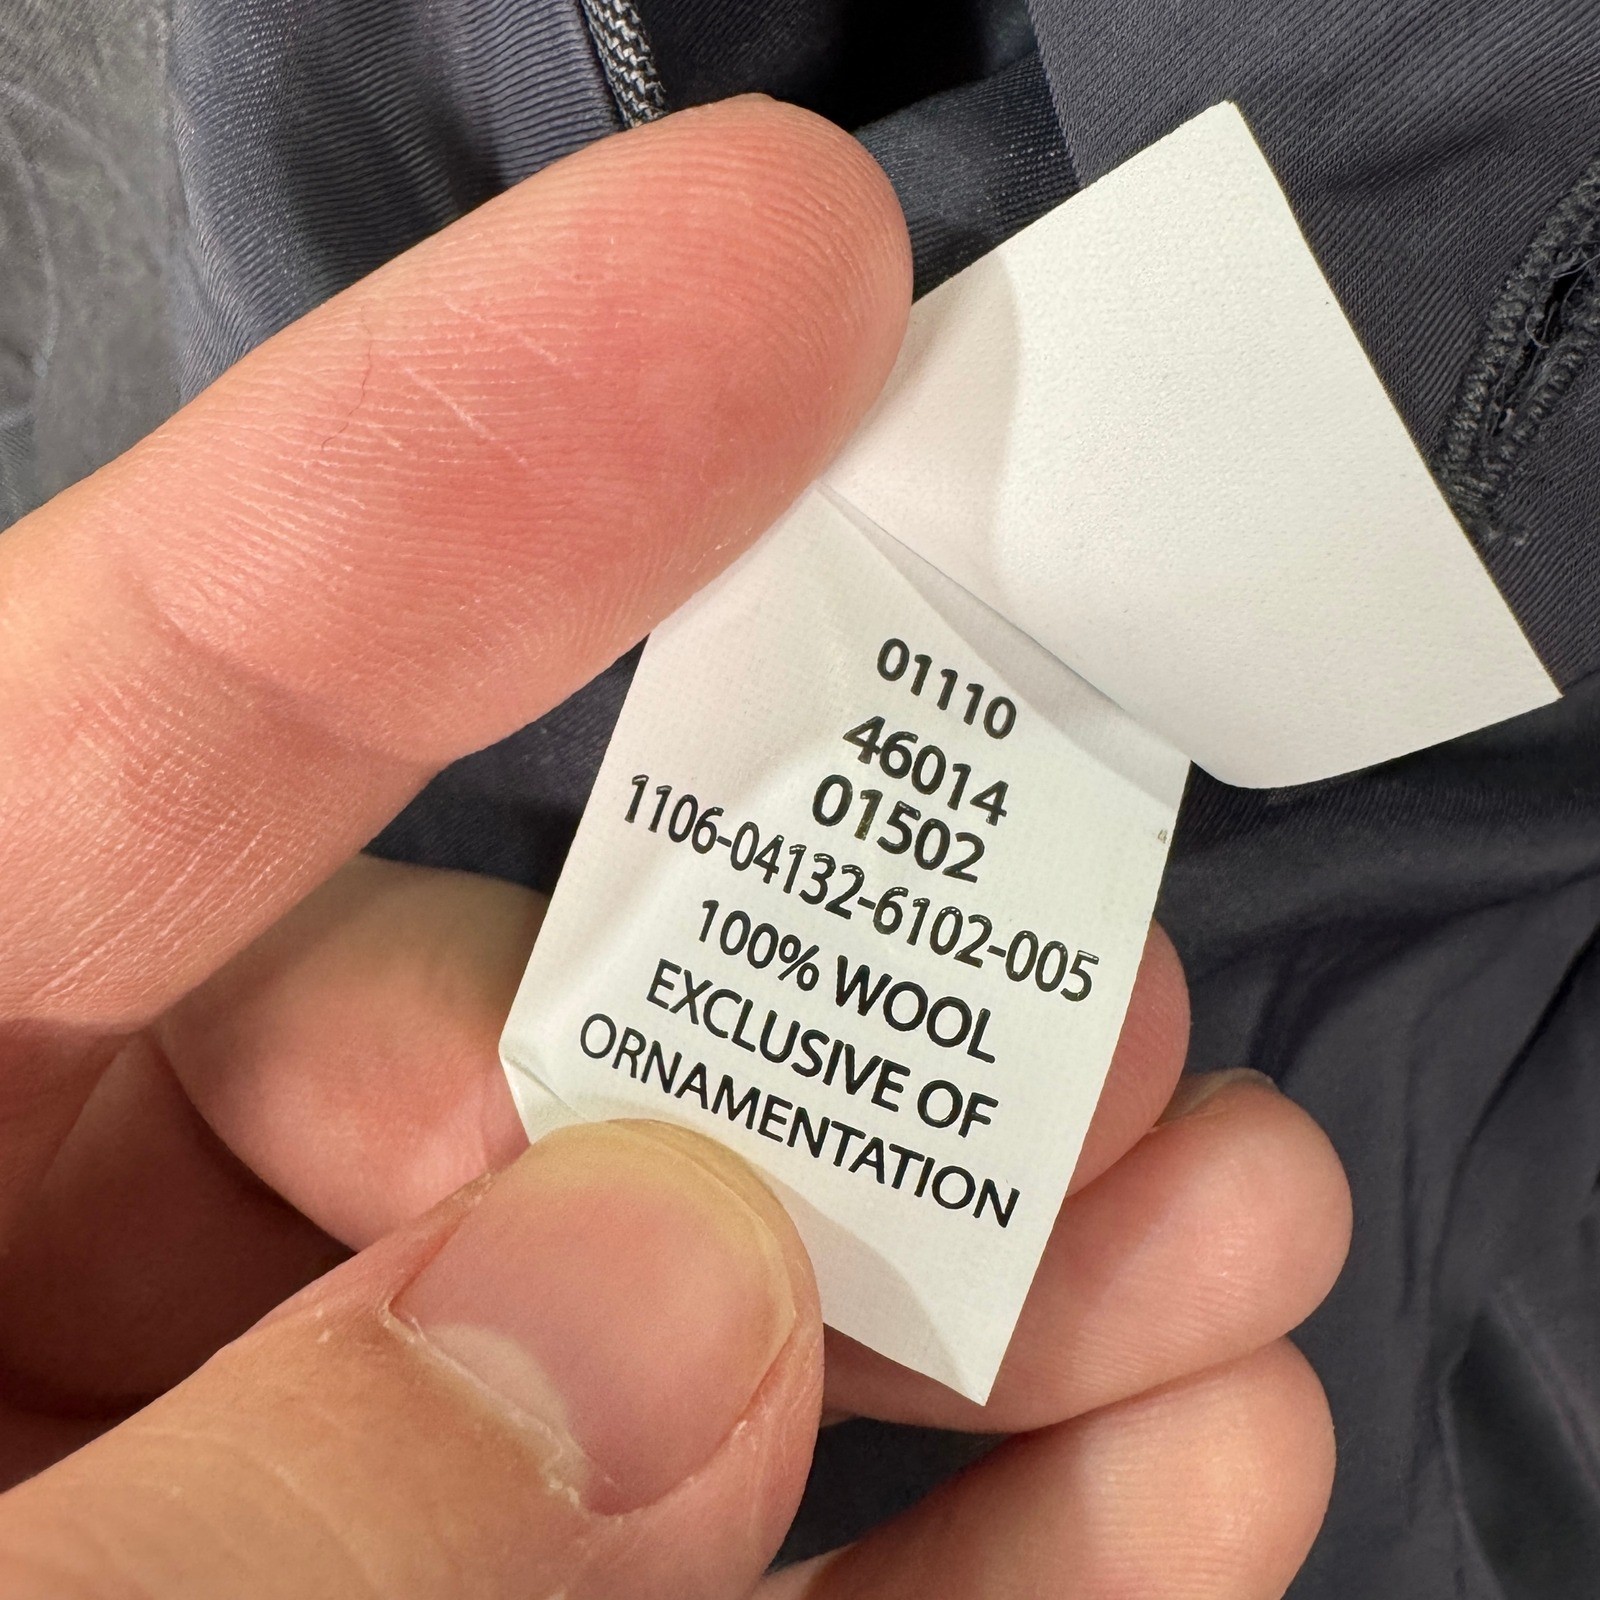 01110
46014
01502
1106-04132-6102-005
100% WOOL
EXCLUSIVE OF
ORNAMENTATION